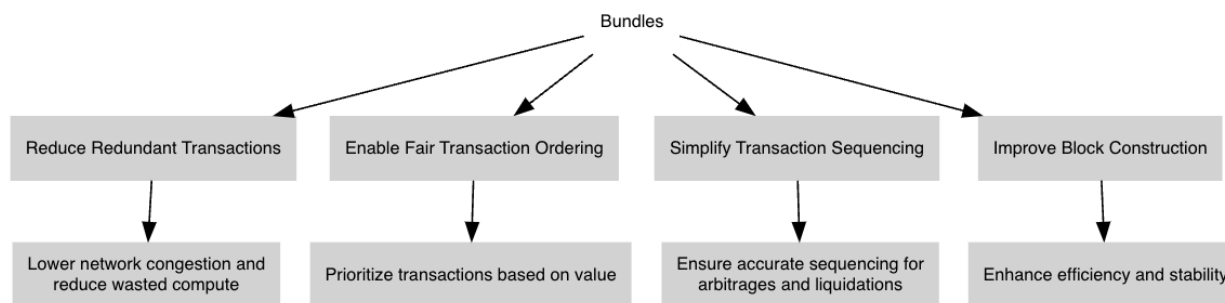 Bundles
Reduce Redundant Transactions
Enable Fair Transaction Ordering
Simplify Transaction Sequencing
Improve Block Construction
Lower network congestion and
reduce wasted compute
Prioritize transactions based on value
Ensure accurate sequencing for
arbitrages and liquidations
Enhance efficiency and stability